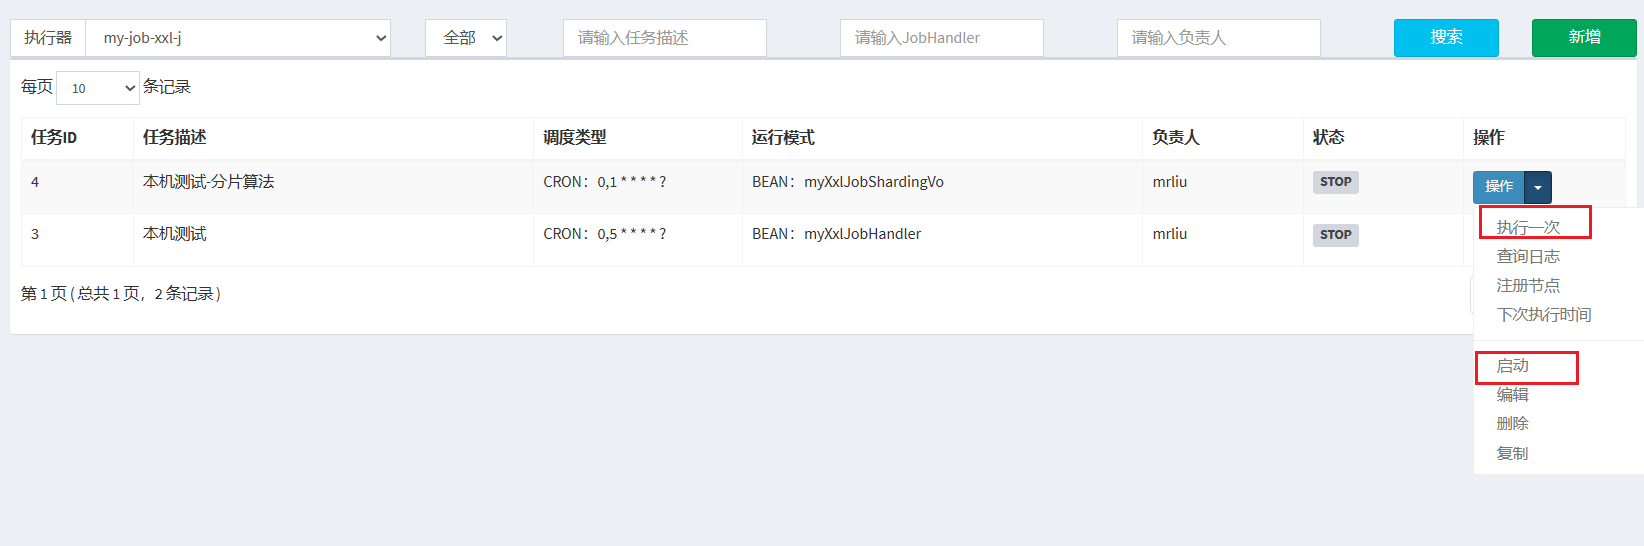 执行器 my-job-xxl-j 全部 请输入任务描述 请输入JobHandler 请输入负责人 搜索 新增
每页 10 条记录
任务ID 任务描述 调度类型 运行模式 负责人 状态 操作
4 本机测试-分片算法 CRON：0,1 * * * * ? BEAN：myXxlJobShardingVo mrliu STOP 操作
3 本机测试 CRON：0,5 * * * * ? BEAN：myXxlJobHandler mrliu STOP
第 1 页 ( 总共 1 页，2 条记录 )
执行一次
查询日志
注册节点
下次执行时间
启动
编辑
删除
复制